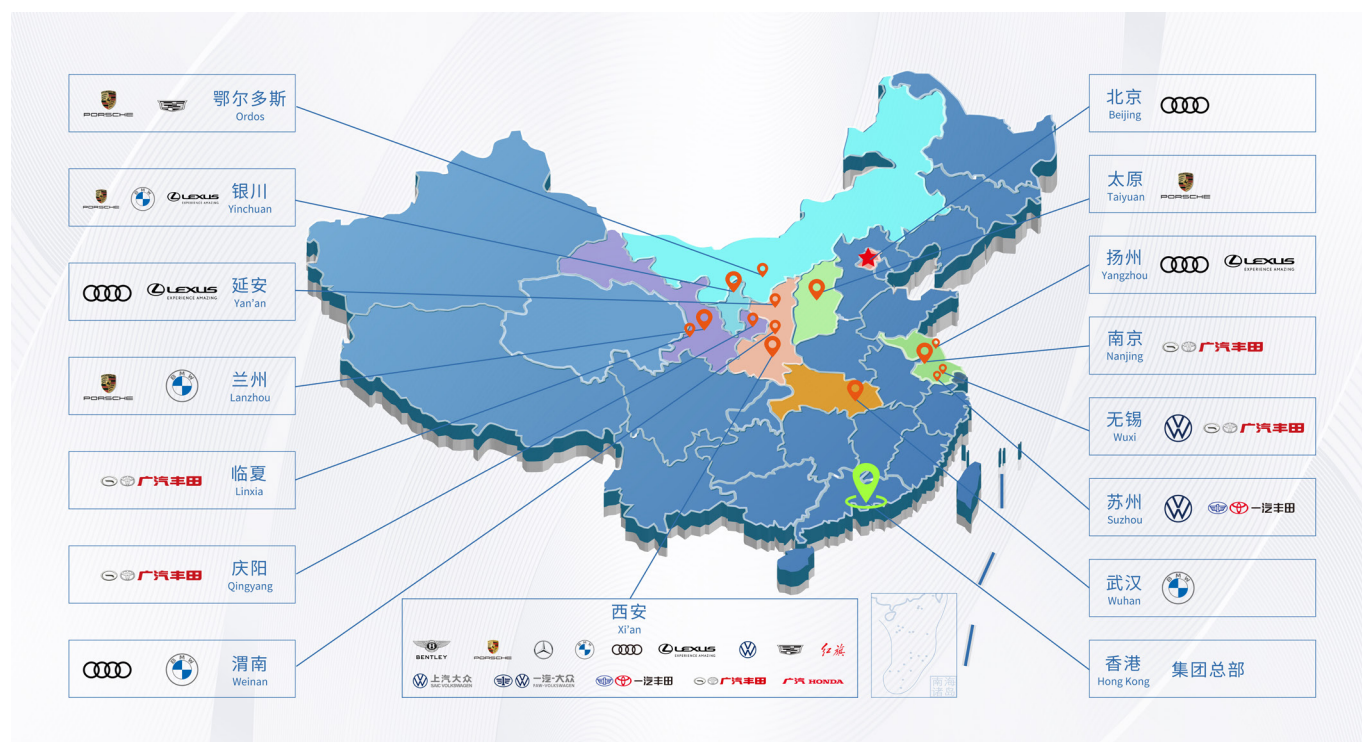 鄂尔多斯
Ordos
PORSCHE
银川
Yinchuan
PORSCHE
BMW
LEXUS
EXPERIENCE AMAZING
延安
Yan'an
LEXUS
EXPERIENCE AMAZING
兰州
Lanzhou
PORSCHE
BMW
临夏
Linxia
广汽丰田
庆阳
Qingyang
广汽丰田
渭南
Weinan
BMW
西安
Xi'an
BENTLEY
PORSCHE
BMW
LEXUS
EXPERIENCE AMAZING
红旗
上汽大众
SAIC VOLKSWAGEN
一汽-大众
FAW-VOLKSWAGEN
一汽丰田
广汽丰田
广汽 HONDA
南海
诸岛
北京
Beijing
太原
Taiyuan
PORSCHE
扬州
Yangzhou
LEXUS
EXPERIENCE AMAZING
南京
Nanjing
广汽丰田
无锡
Wuxi
广汽丰田
苏州
Suzhou
一汽丰田
武汉
Wuhan
BMW
香港
Hong Kong
集团总部